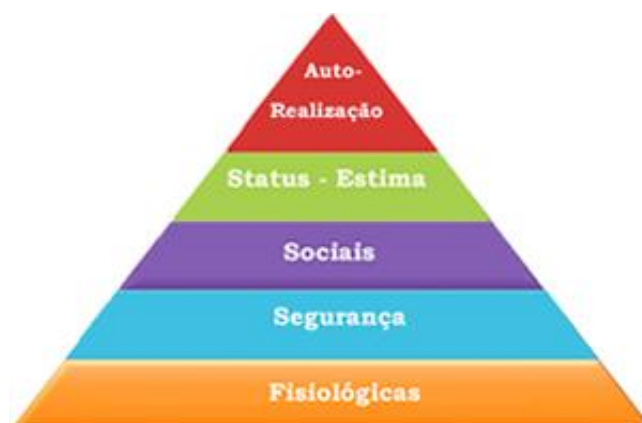 Auto-
Realização
Status - Estima
Sociais
Segurança
Fisiológicas